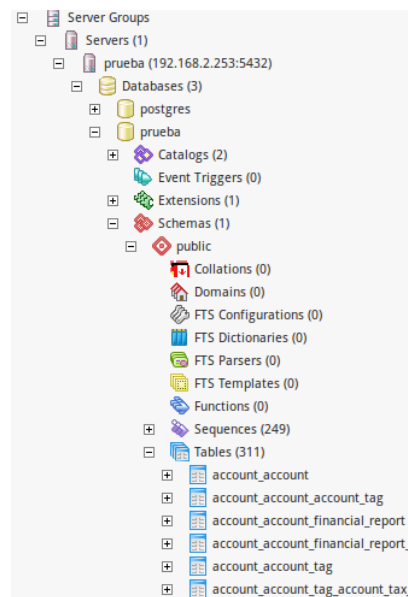 Server Groups
Servers (1)
prueba (192.168.2.253:5432)
Databases (3)
postgres
prueba
Catalogs (2)
Event Triggers (0)
Extensions (1)
Schemas (1)
public
Collations (0)
Domains (0)
FTS Configurations (0)
FTS Dictionaries (0)
FTS Parsers (0)
FTS Templates (0)
Functions (0)
Sequences (249)
Tables (311)
account_account
account_account_account_tag
account_account_financial_report
account_account_financial_report_
account_account_tag
account_account_tag_account_tax_